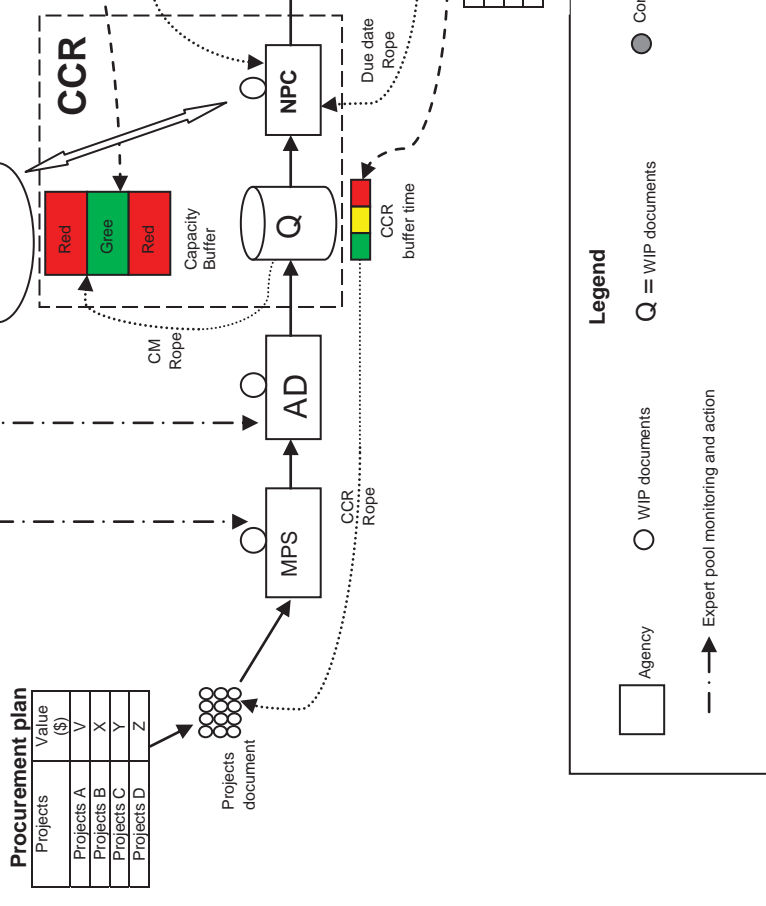 Procurement plan
Projects
Value
($)
Projects A
V
Projects B
X
Projects C
Y
Projects D
Z
Projects
document
MPS
AD
Q
NPC
CCR
Rope
CM
Rope
CCR
Red
Gree
Red
Capacity
Buffer
CCR
buffer time
Due date
Rope
Legend
Agency
WIP documents
Q = WIP documents
Expert pool monitoring and action